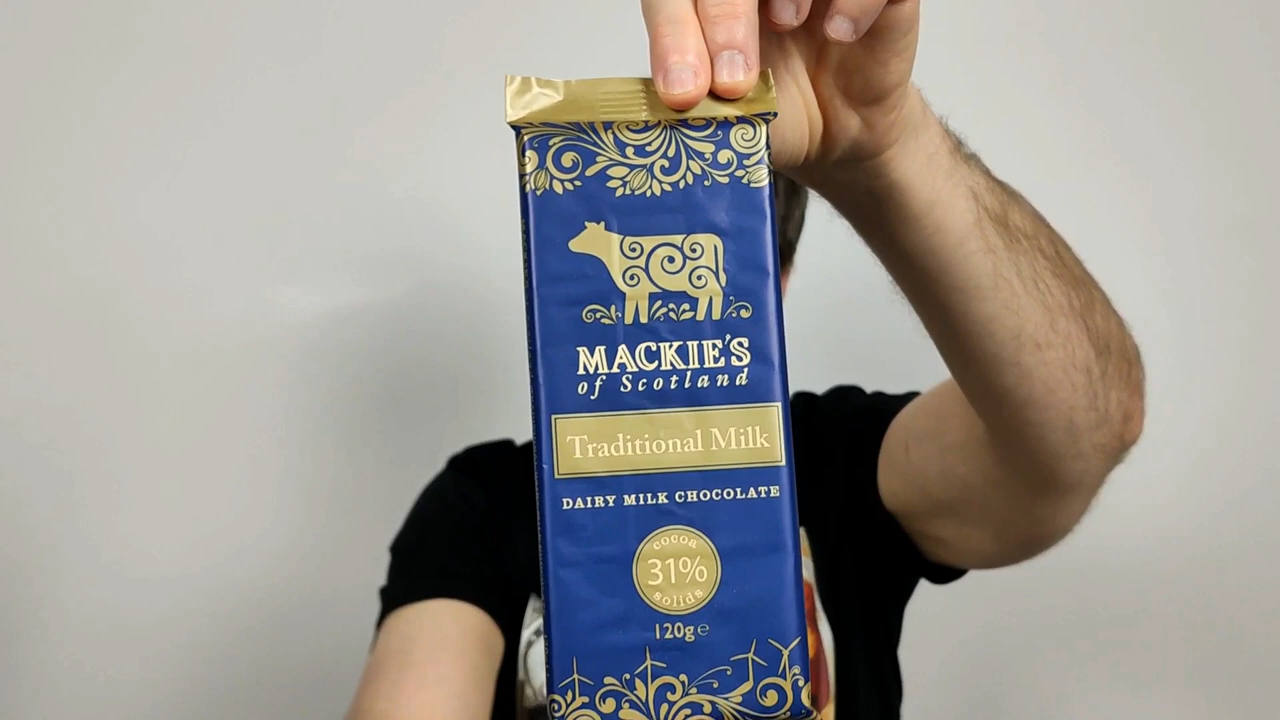 MACKIE'S
of Scotland
Traditional Milk
DAIRY MILK CHOCOLATE
cocoa
31%
solids
120g℮